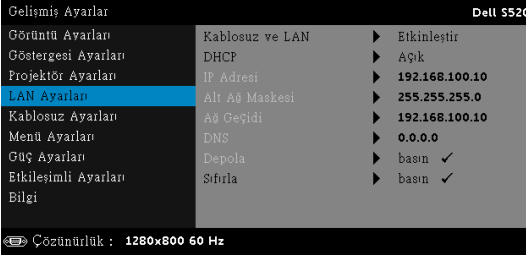 Gelişmiş Ayarlar Dell S520
Görüntü Ayarları Kablosuz ve LAN Etkinleştir
Göstergesi Ayarları DHCP Açık
Projektör Ayarları IP Adresi 192.168.100.10
LAN Ayarları Alt Ağ Maskesi 255.255.255.0
Kablosuz Ayarları Ağ Geçidi 192.168.100.10
Menü Ayarları DNS 0.0.0.0
Güç Ayarları Depola basın ✓
Etkileşimli Ayarları Sıfırla basın ✓
Bilgi
Çözünürlük : 1280x800 60 Hz